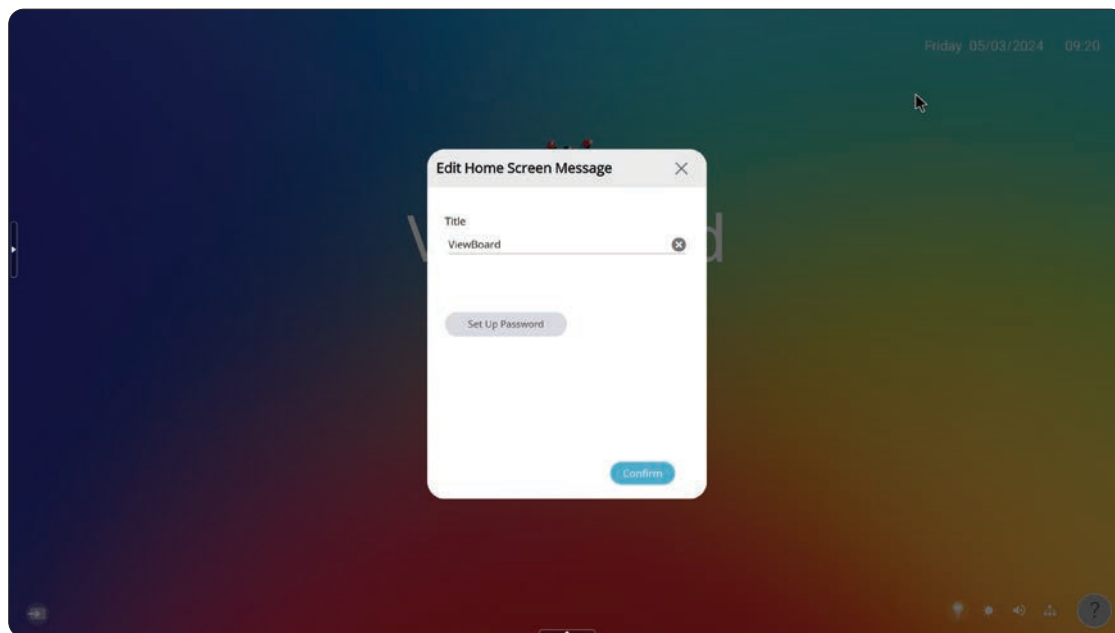 Friday 05/03/2024 09:20
Edit Home Screen Message
Title
ViewBoard
Set Up Password
Confirm
?